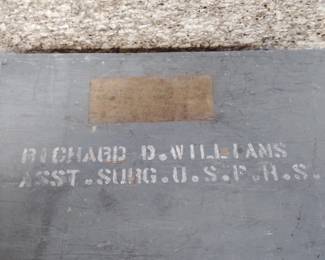 RICHARD D. WILLIAMS
ASST. SURG. U.S.P.H.S.